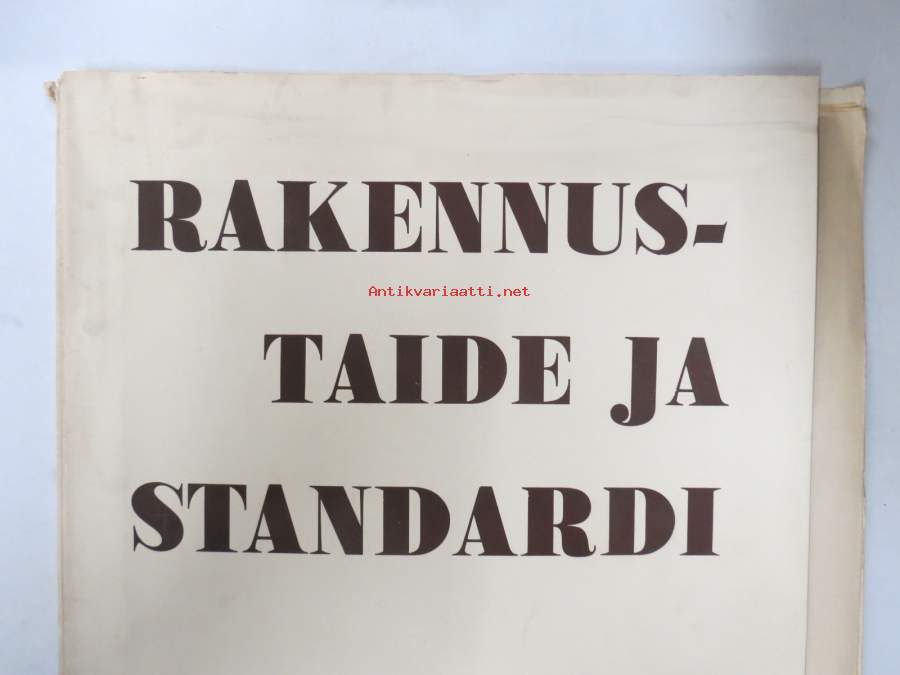 RAKENNUS-
Antikvariaatti.net
TAIDE JA
STANDARDI